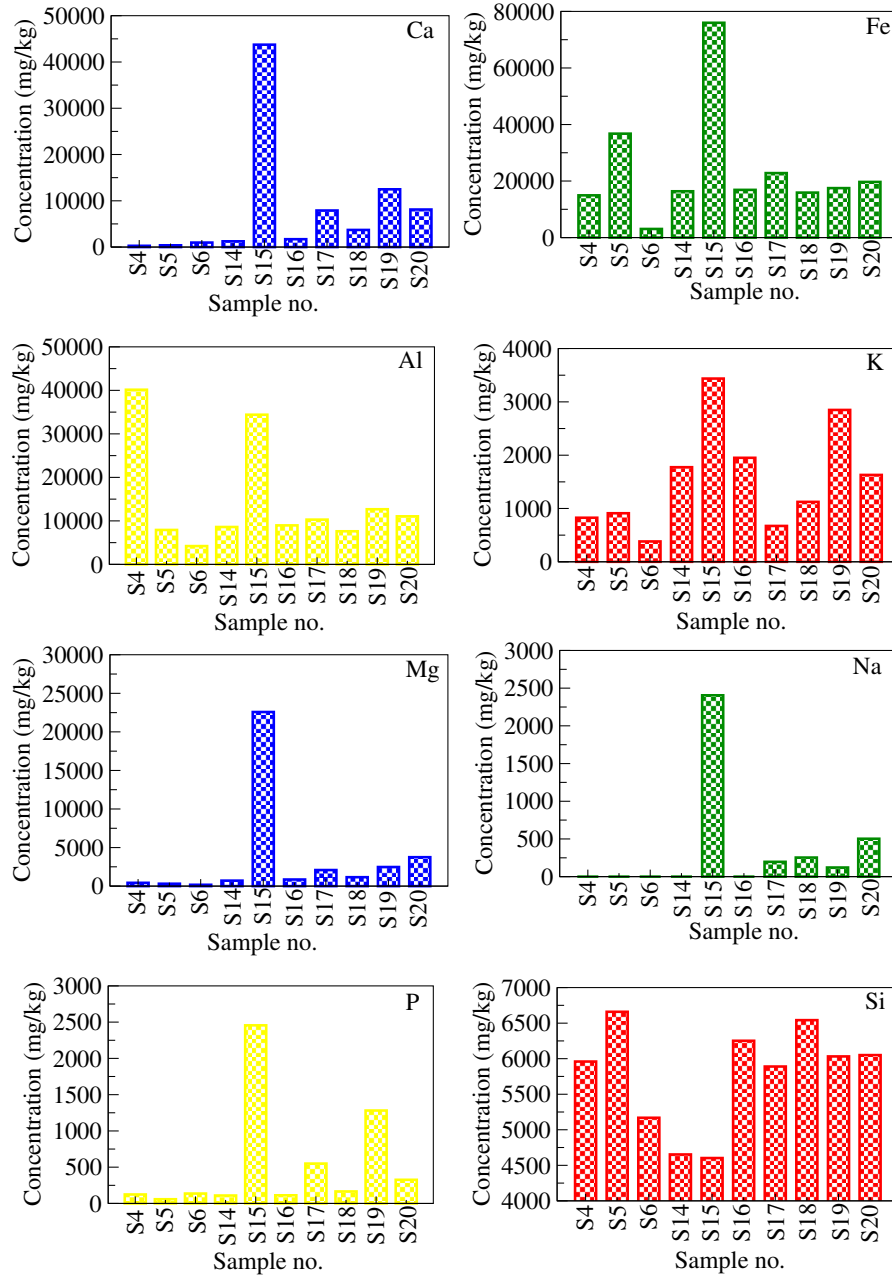 Ca
Concentration (mg/kg)
50000
40000
30000
20000
10000
0
S4 S5 S6 S14 S15 S16 S17 S18 S19 S20
Sample no.
Fe
Concentration (mg/kg)
80000
60000
40000
20000
0
S4 S5 S6 S14 S15 S16 S17 S18 S19 S20
Sample no.
Al
Concentration (mg/kg)
50000
40000
30000
20000
10000
0
S4 S5 S6 S14 S15 S16 S17 S18 S19 S20
Sample no.
K
Concentration (mg/kg)
4000
3000
2000
1000
0
S4 S5 S6 S14 S15 S16 S17 S18 S19 S20
Sample no.
Mg
Concentration (mg/kg)
30000
25000
20000
15000
10000
5000
0
S4 S5 S6 S14 S15 S16 S17 S18 S19 S20
Sample no.
Na
Concentration (mg/kg)
3000
2500
2000
1500
1000
500
0
S4 S5 S6 S14 S15 S16 S17 S18 S19 S20
Sample no.
P
Concentration (mg/kg)
3000
2500
2000
1500
1000
500
0
S4 S5 S6 S14 S15 S16 S17 S18 S19 S20
Sample no.
Si
Concentration (mg/kg)
7000
6500
6000
5500
5000
4500
4000
S4 S5 S6 S14 S15 S16 S17 S18 S19 S20
Sample no.